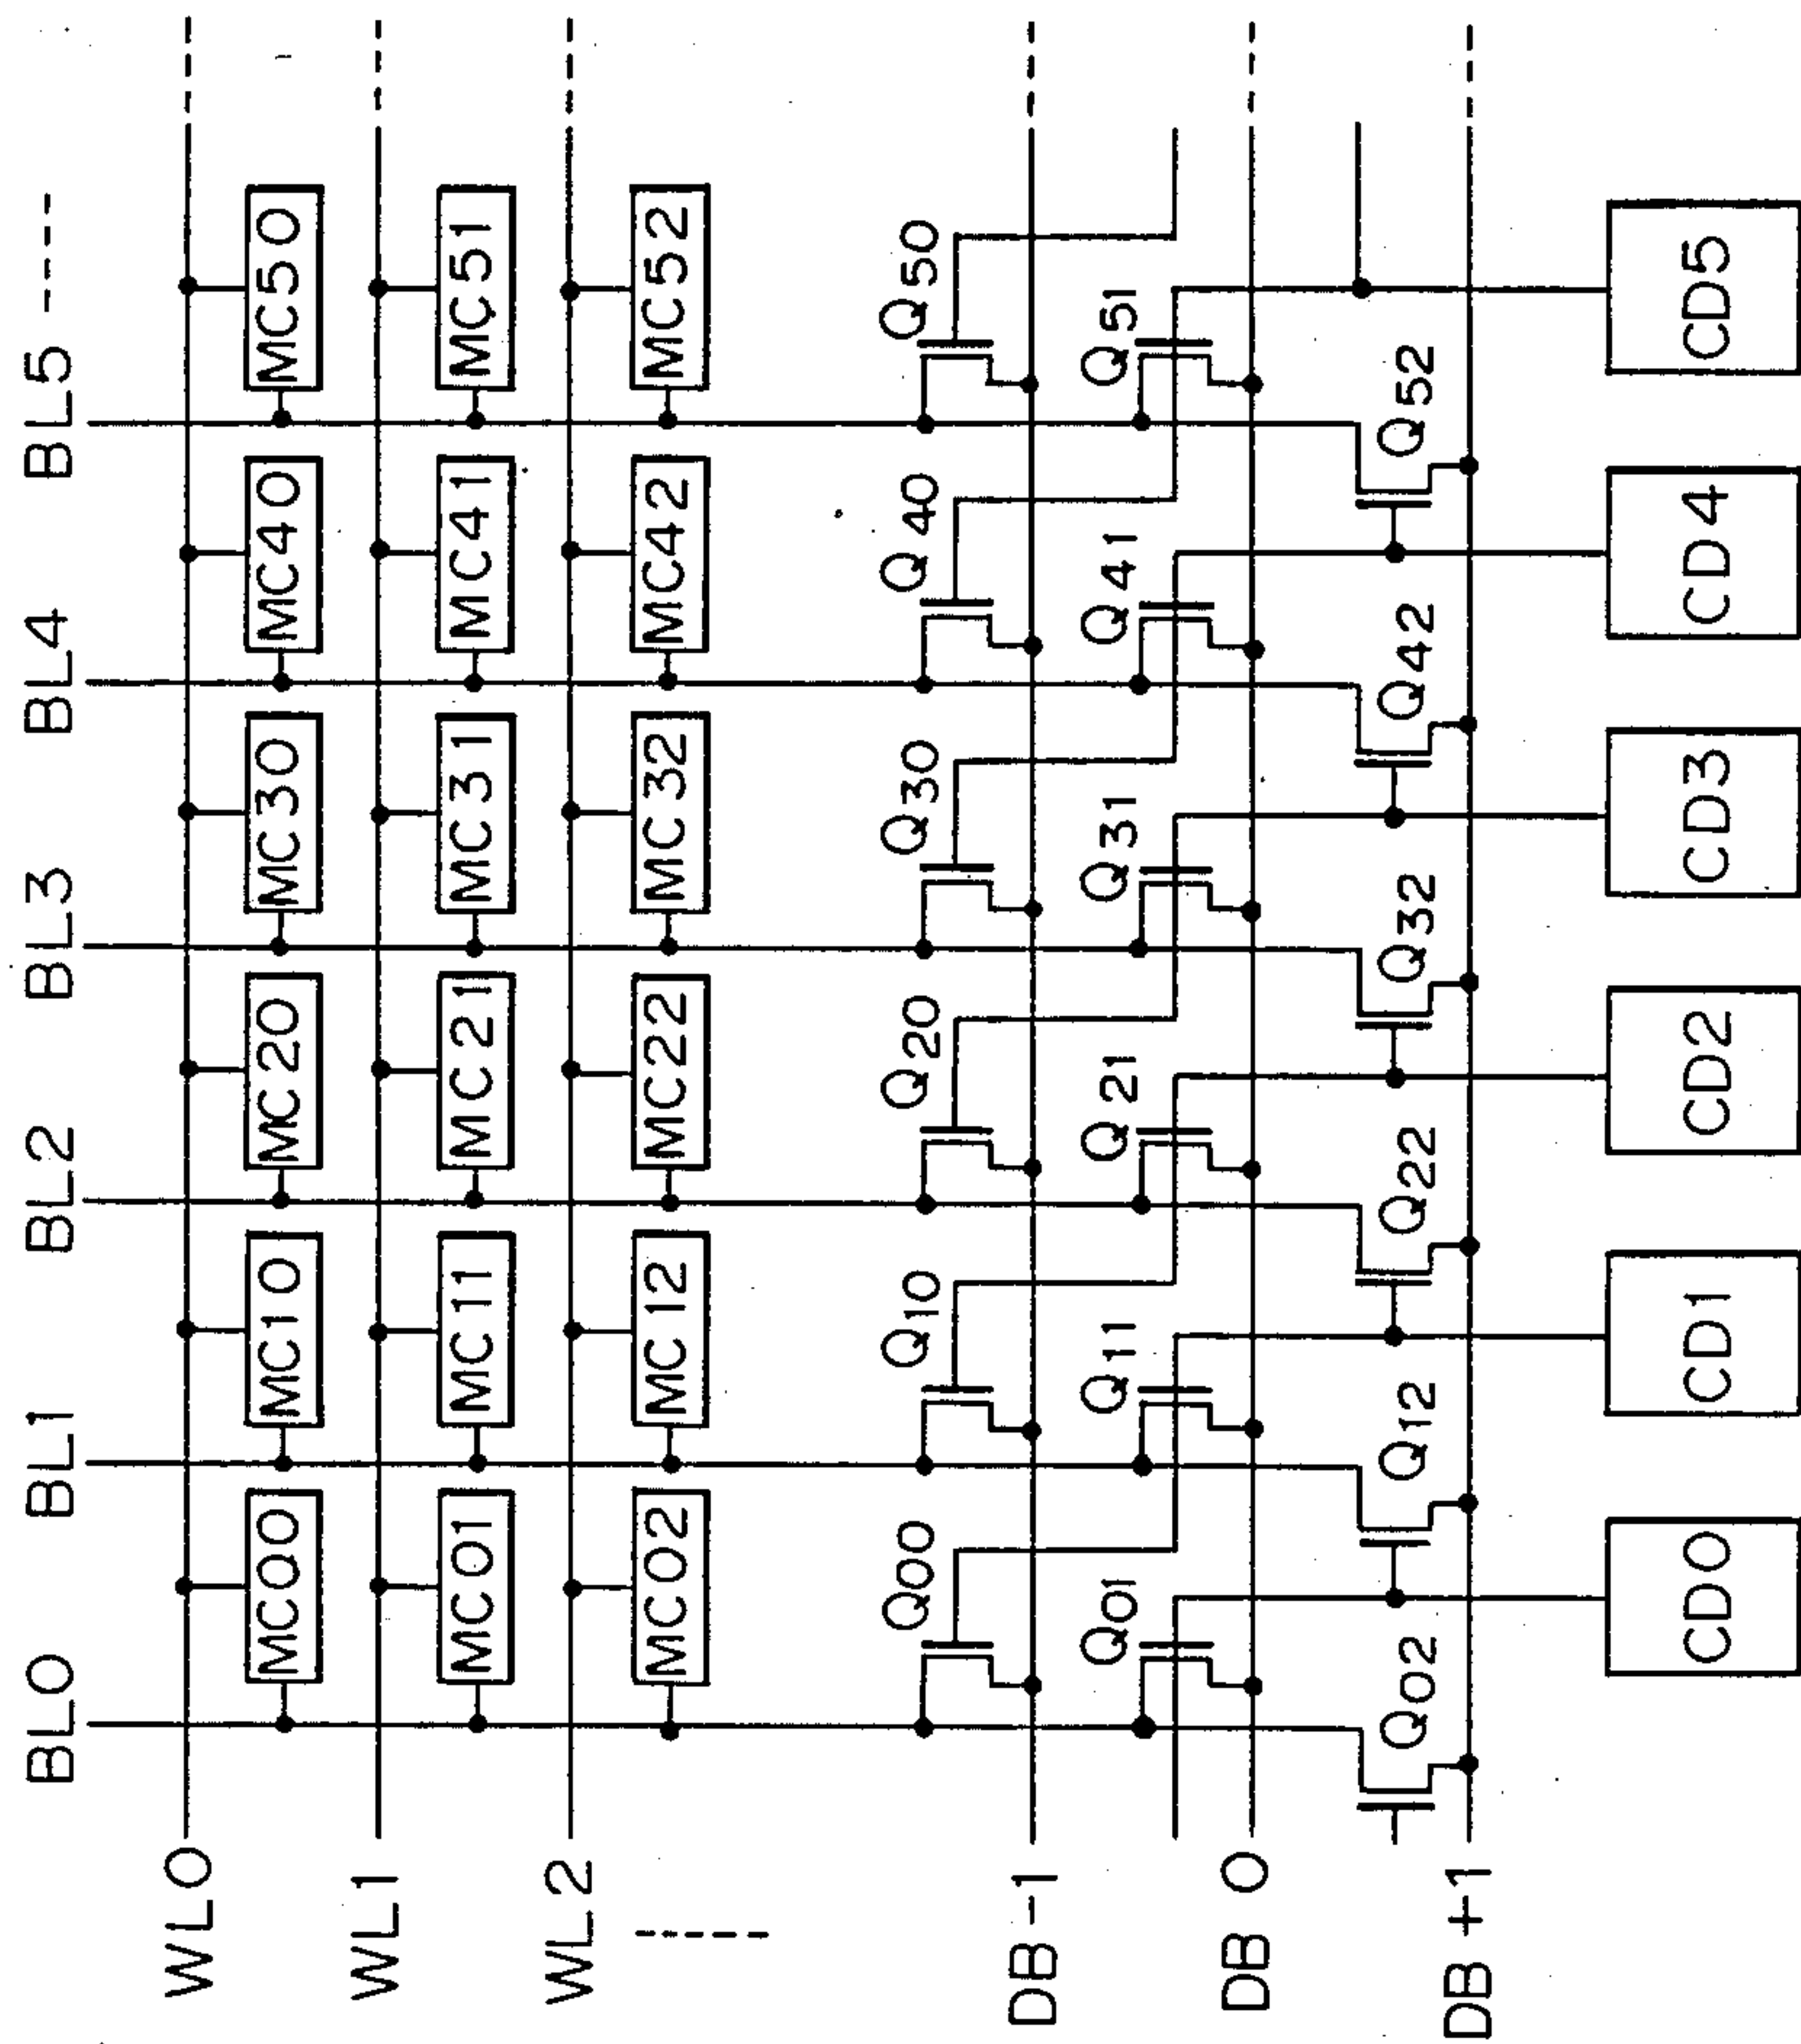 BL0 BL1 BL2 BL3 BL4 BL5 ----
WL0
MC00 MC10 MC20 MC30 MC40 MC50
WL1
MC01 MC11 MC21 MC31 MC41 MC51
WL2
MC02 MC12 MC22 MC32 MC42 MC52
Q00 Q10 Q20 Q30 Q40 Q50
DB-1
Q01 Q11 Q21 Q31 Q41 Q51
DB 0
Q02 Q12 Q22 Q32 Q42 Q52
DB +1
CD0 CD1 CD2 CD3 CD4 CD5